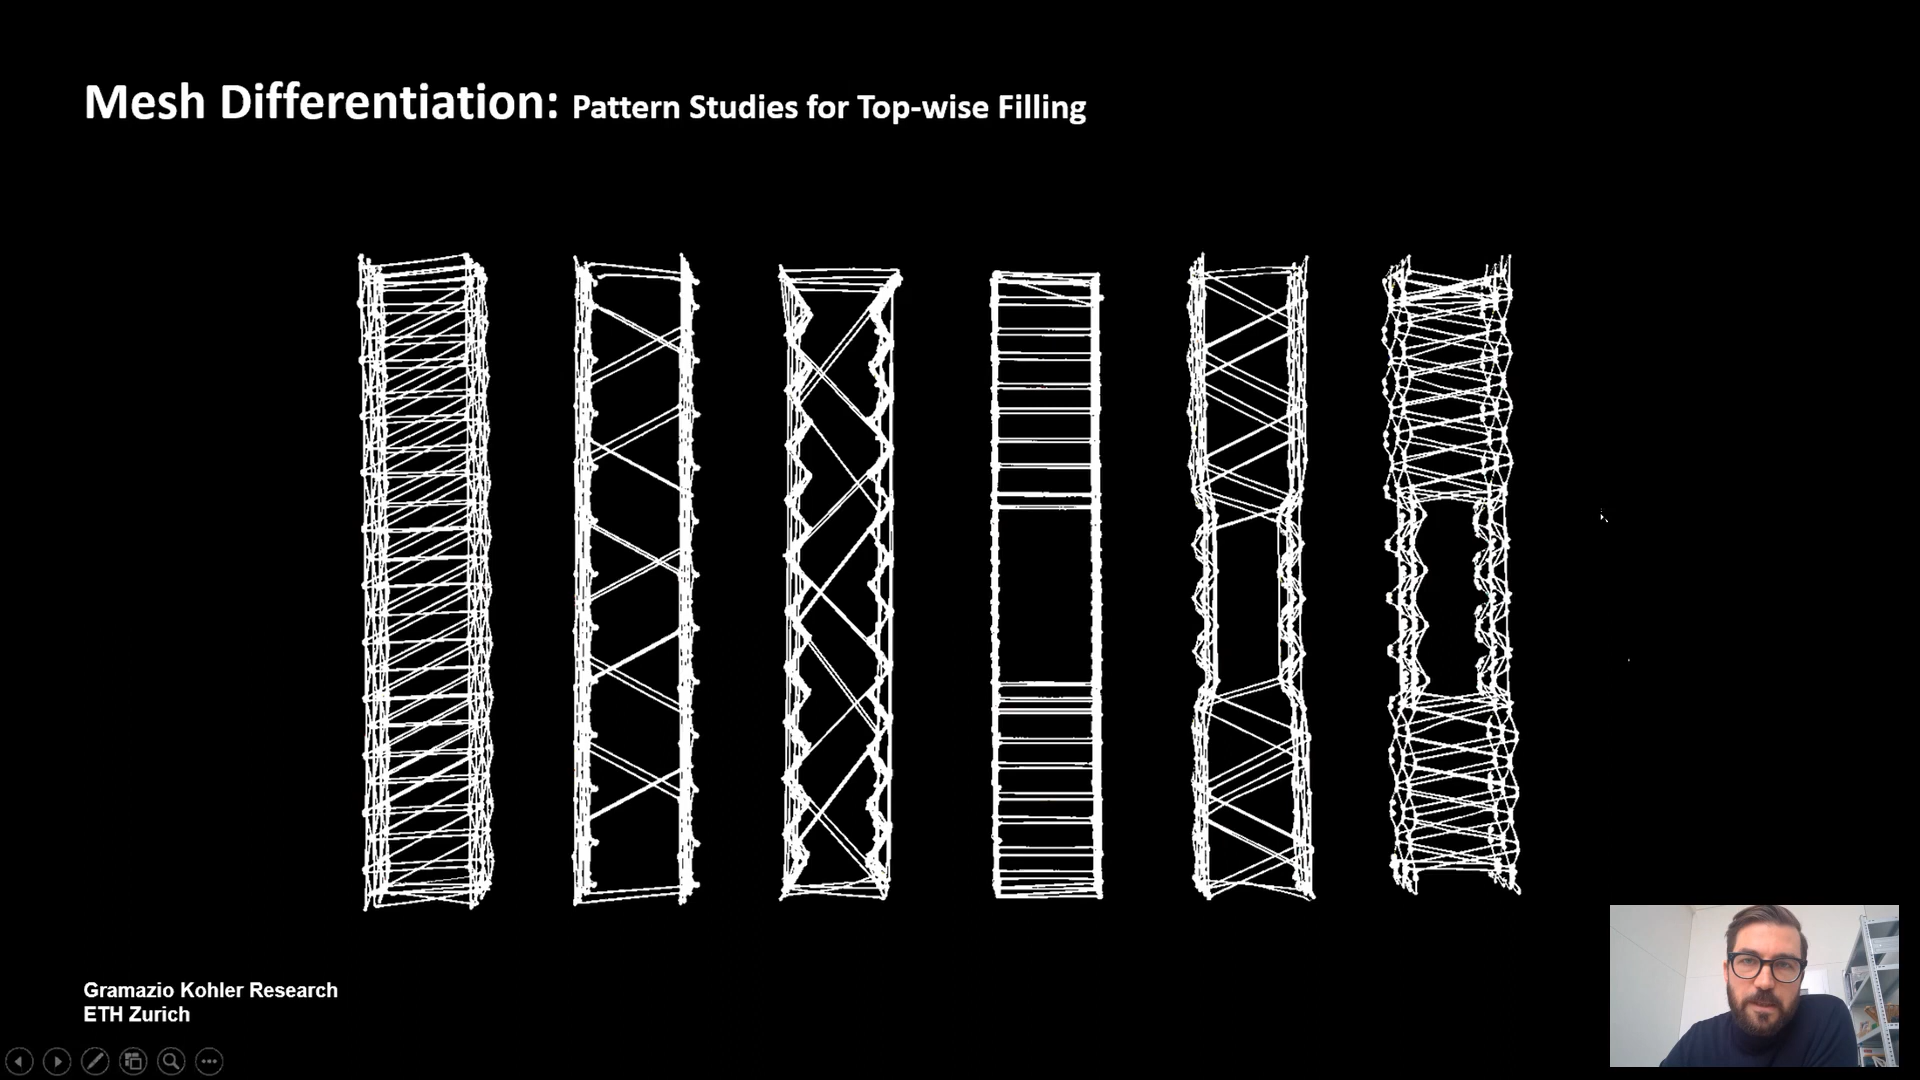 Mesh Differentiation: Pattern Studies for Top-wise Filling
Gramazio Kohler Research
ETH Zurich